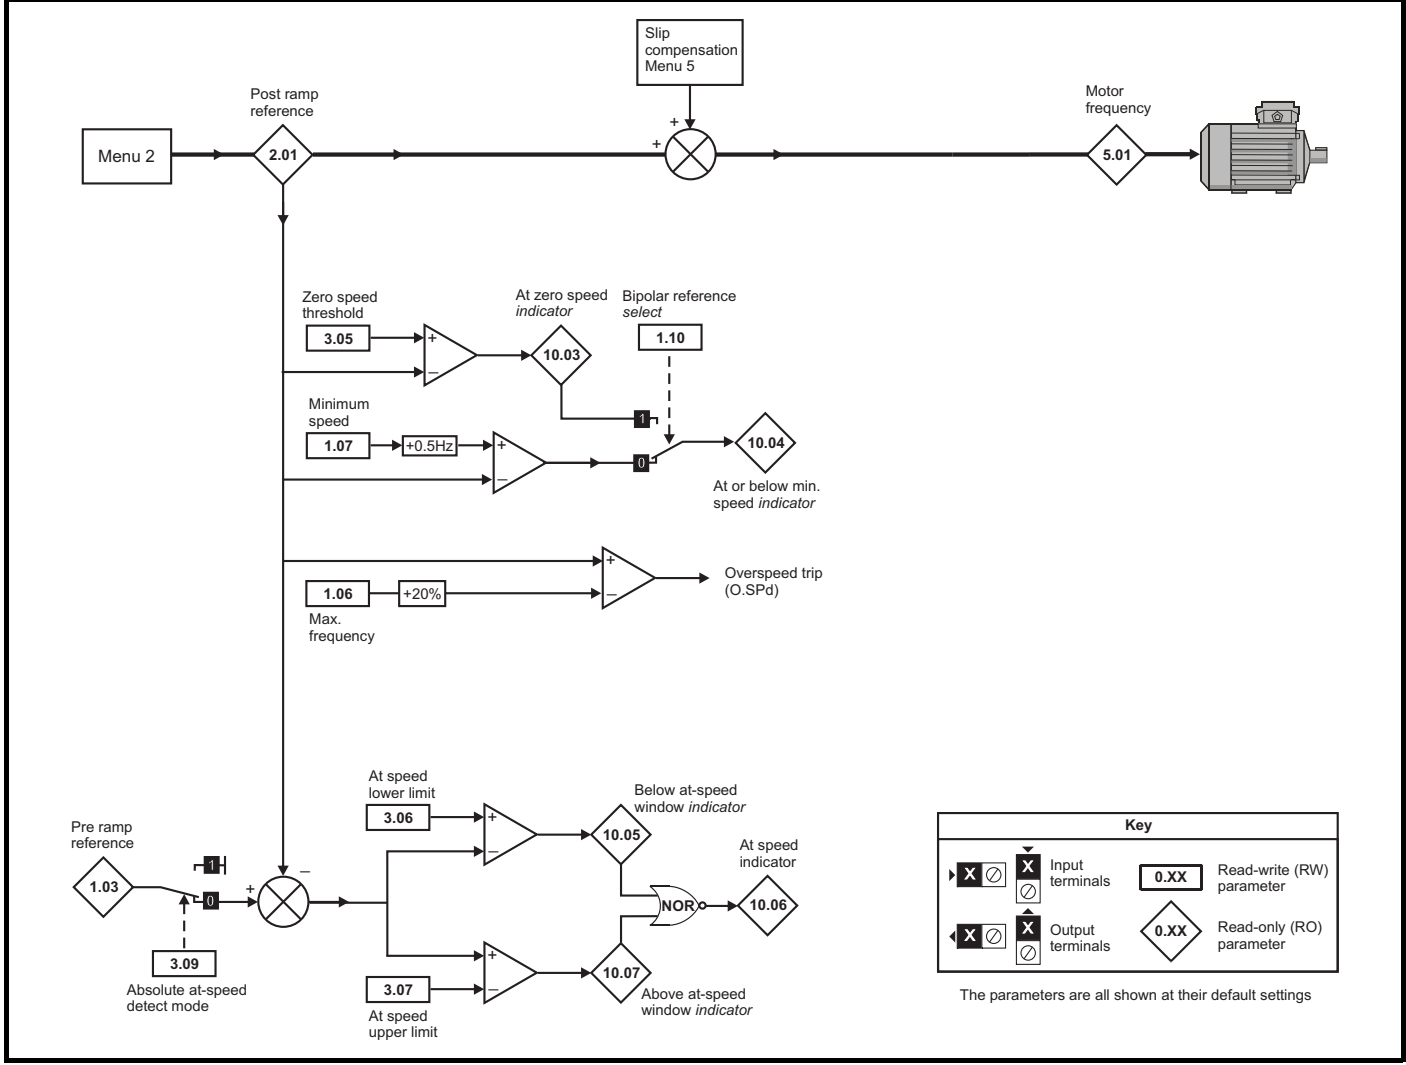 Slip
compensation
Menu 5
Post ramp
reference
Motor
frequency
Menu 2
2.01
+
+
5.01
Zero speed
threshold
At zero speed
indicator
Bipolar reference
select
3.05
+
–
10.03
1.10
Minimum
speed
1
1.07
+0.5Hz
+
–
0
10.04
At or below min.
speed indicator
+
–
1.06
+20%
Overspeed trip
(O.SPd)
Max.
frequency
At speed
lower limit
Below at-speed
window indicator
3.06
+
–
10.05
Pre ramp
reference
1
1.03
0
+
–
At speed
indicator
NOR
10.06
3.09
Absolute at-speed
detect mode
+
–
3.07
10.07
At speed
upper limit
Above at-speed
window indicator
Key
X
X
Input
terminals
0.XX
Read-write (RW)
parameter
X
X
Output
terminals
0.XX
Read-only (RO)
parameter
The parameters are all shown at their default settings